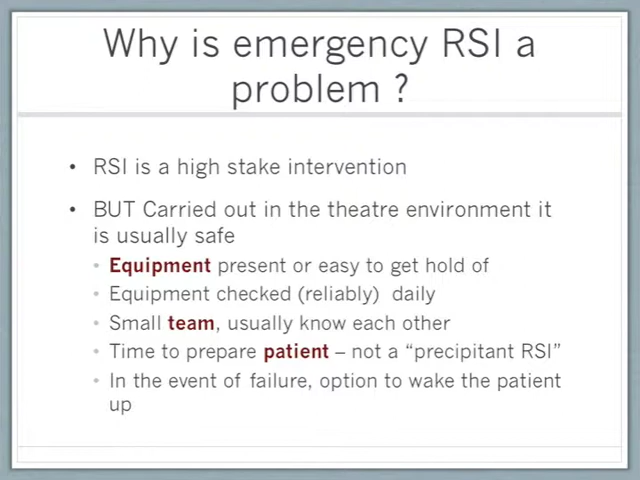 Why is emergency RSI a
problem ?
• RSI is a high stake intervention
• BUT Carried out in the theatre environment it
is usually safe
• Equipment present or easy to get hold of
• Equipment checked (reliably) daily
• Small team, usually know each other
• Time to prepare patient – not a “precipitant RSI”
• In the event of failure, option to wake the patient
up